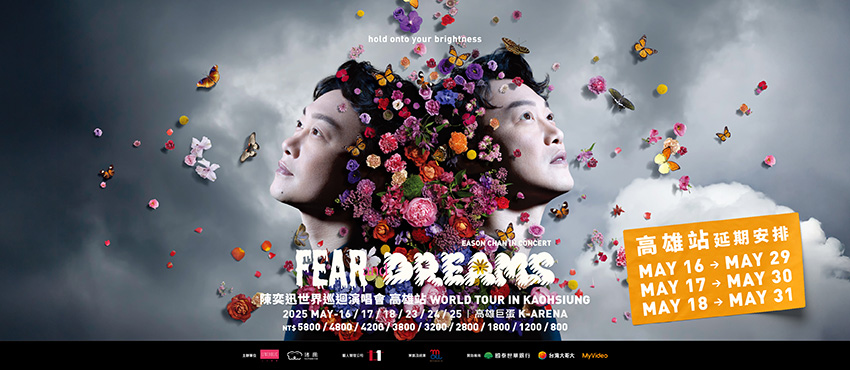 hold onto your brightness
EASON CHAN IN CONCERT
FEAR and DREAMS
陳奕迅世界巡迴演唱會 高雄站 WORLD TOUR IN KAOHSIUNG
2025 MAY-16 / 17 / 18 / 23 / 24 / 25 | 高雄巨蛋 K-ARENA
NT$ 5800 / 4800 / 4200 / 3800 / 3200 / 2800 / 1800 / 1200 / 800
高雄站 延期安排
MAY 16 → MAY 29
MAY 17 → MAY 30
MAY 18 → MAY 31
主辦單位
國泰世華銀行 台灣大哥大 MyVideo